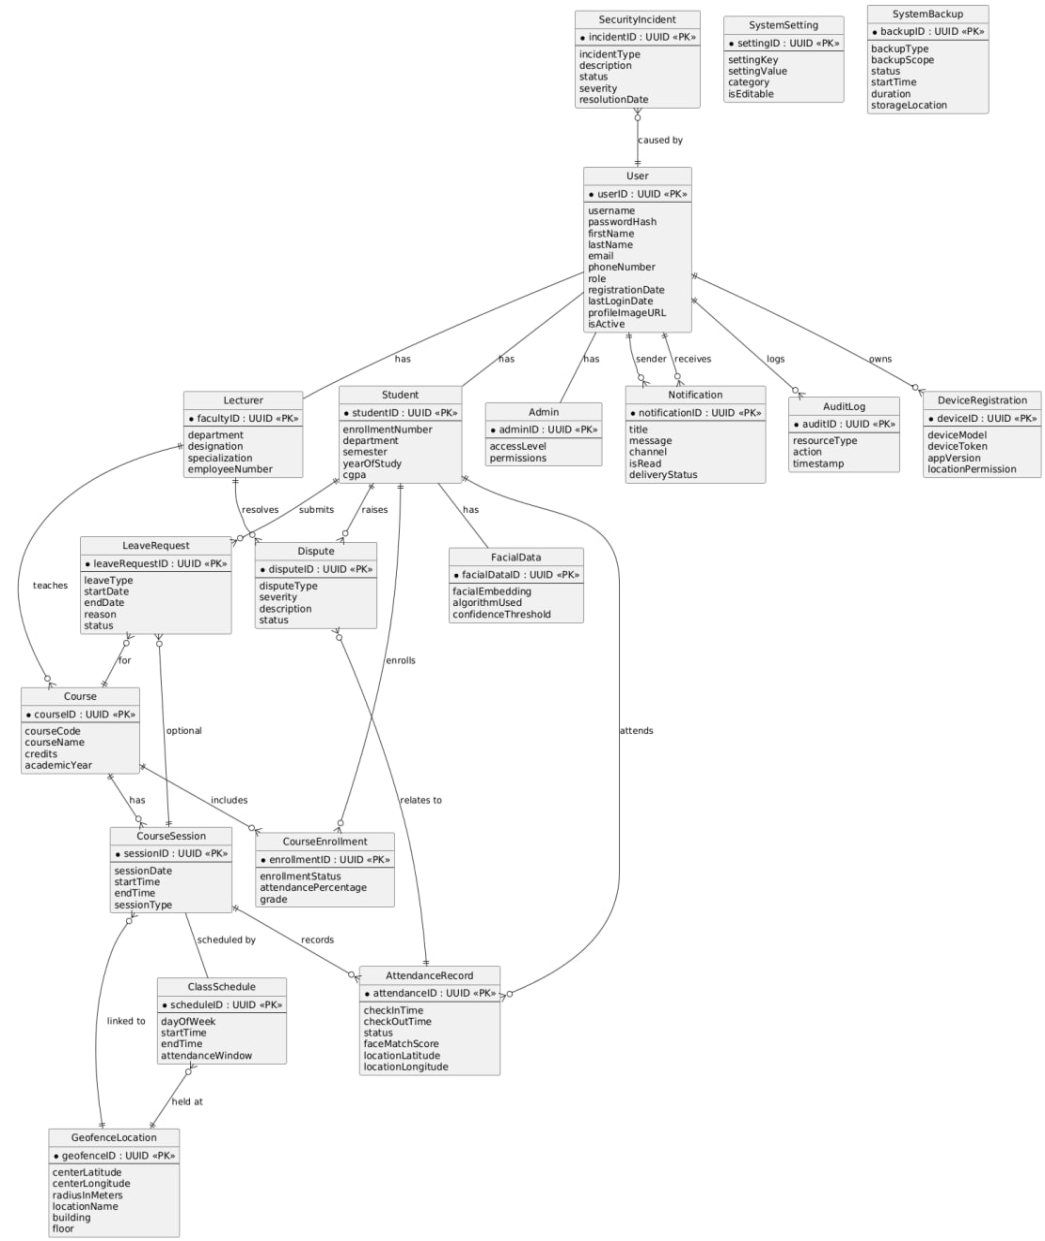 SecurityIncident
* incidentID : UUID «PK»
incidentType
description
status
severity
resolutionDate
SystemSetting
* settingID : UUID «PK»
settingKey
settingValue
category
isEditable
SystemBackup
* backupID : UUID «PK»
backupType
backupScope
status
startTime
duration
storageLocation
caused by
User
* userID : UUID «PK»
username
passwordHash
firstName
lastName
email
phoneNumber
role
registrationDate
lastLoginDate
profileImageURL
isActive
has
has
has
sender
receives
logs
owns
Lecturer
* facultyID : UUID «PK»
department
designation
specialization
employeeNumber
Student
* studentID : UUID «PK»
enrollmentNumber
department
semester
yearOfStudy
cgpa
Admin
* adminID : UUID «PK»
accessLevel
permissions
Notification
* notificationID : UUID «PK»
title
message
channel
isRead
deliveryStatus
AuditLog
* auditID : UUID «PK»
resourceType
action
timestamp
DeviceRegistration
* deviceID : UUID «PK»
deviceModel
deviceToken
appVersion
locationPermission
resolves
submits
raises
has
LeaveRequest
* leaveRequestID : UUID «PK»
leaveType
startDate
endDate
reason
status
Dispute
* disputeID : UUID «PK»
disputeType
severity
description
status
FacialData
* facialDataID : UUID «PK»
facialEmbedding
algorithmUsed
confidenceThreshold
teaches
for
enrolls
optional
attends
Course
* courseID : UUID «PK»
courseCode
courseName
credits
academicYear
has
includes
relates to
CourseSession
* sessionID : UUID «PK»
sessionDate
startTime
endTime
sessionType
CourseEnrollment
* enrollmentID : UUID «PK»
enrollmentStatus
attendancePercentage
grade
scheduled by
records
AttendanceRecord
* attendanceID : UUID «PK»
checkInTime
checkOutTime
status
faceMatchScore
locationLatitude
locationLongitude
ClassSchedule
* scheduleID : UUID «PK»
dayOfWeek
startTime
endTime
attendanceWindow
linked to
held at
GeofenceLocation
* geofenceID : UUID «PK»
centerLatitude
centerLongitude
radiusInMeters
locationName
building
floor